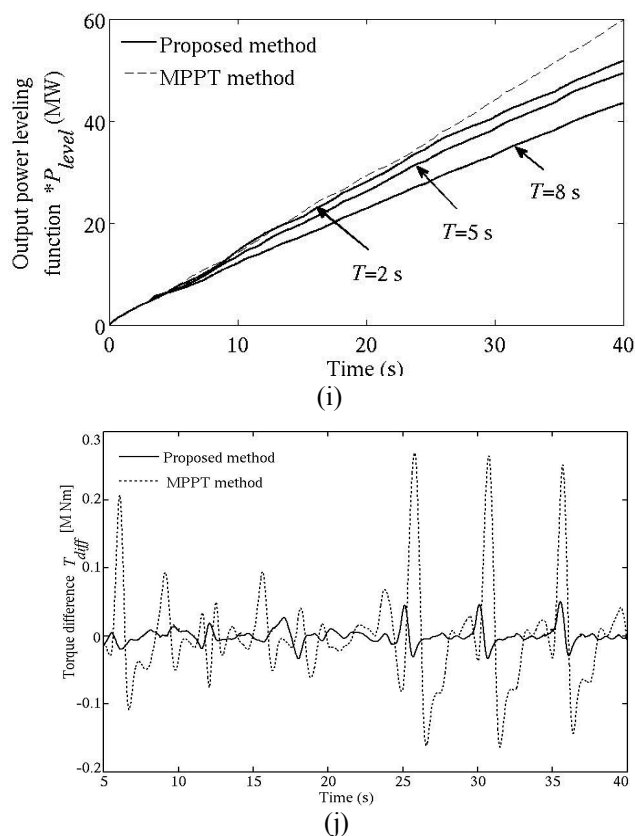 60
Proposed method
MPPT method
Output power leveling
function *P_level (MW)
40
20
0
T=2 s
T=5 s
T=8 s
0 10 20 30 40
Time (s)
(i)
0.3
Proposed method
MPPT method
Torque difference T_diff [M Nm]
0.2
0.1
0
-0.1
-0.2
5 10 15 20 25 30 35 40
Time (s)
(j)